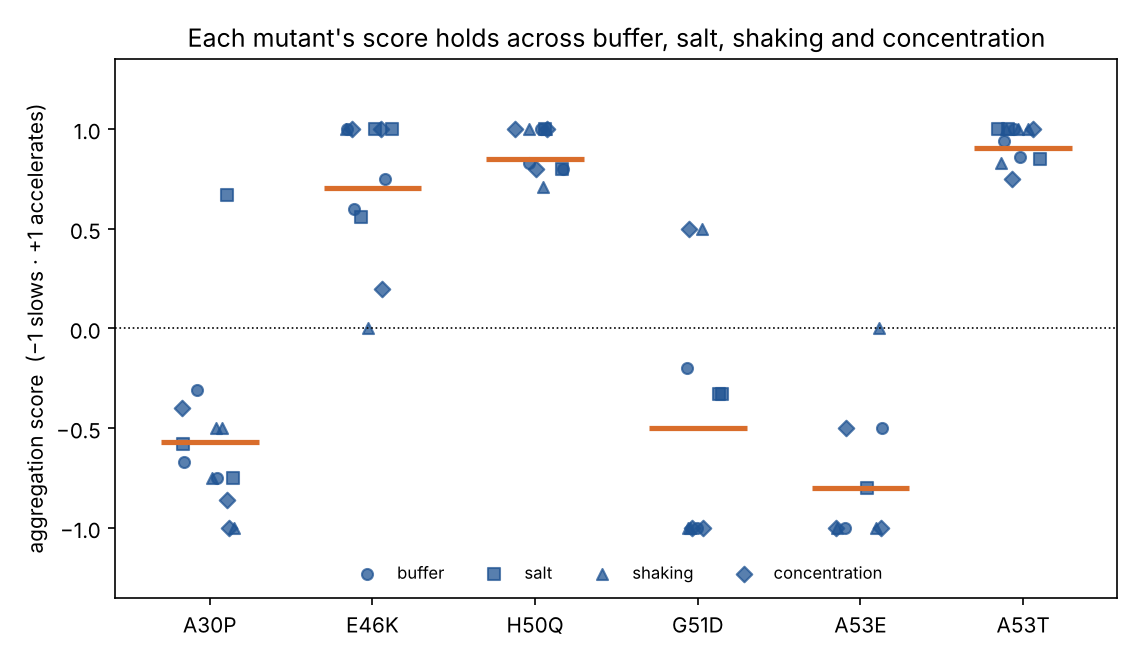 Each mutant's score holds across buffer, salt, shaking and concentration
aggregation score (−1 slows · +1 accelerates)
1.0
0.5
0.0
−0.5
−1.0
buffer
salt
shaking
concentration
A30P
E46K
H50Q
G51D
A53E
A53T